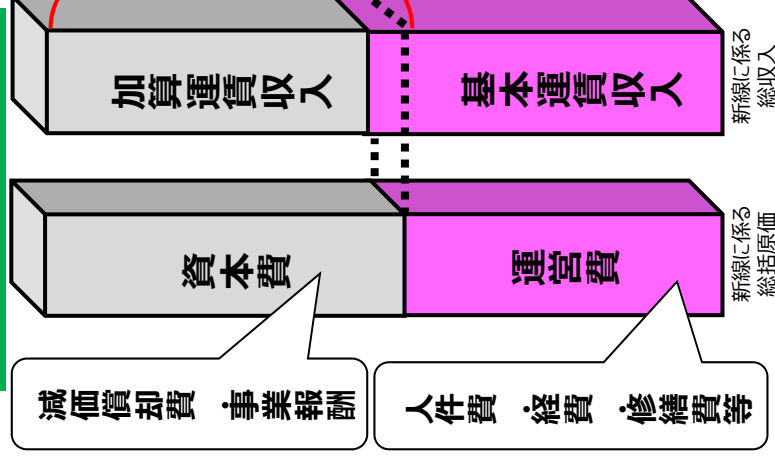 減価償却費・事業報酬
人件費・経費・修繕費等
資本費
運営費
新線に係る
総括原価
加算運賃収入
基本運賃収入
新線に係る
総収入